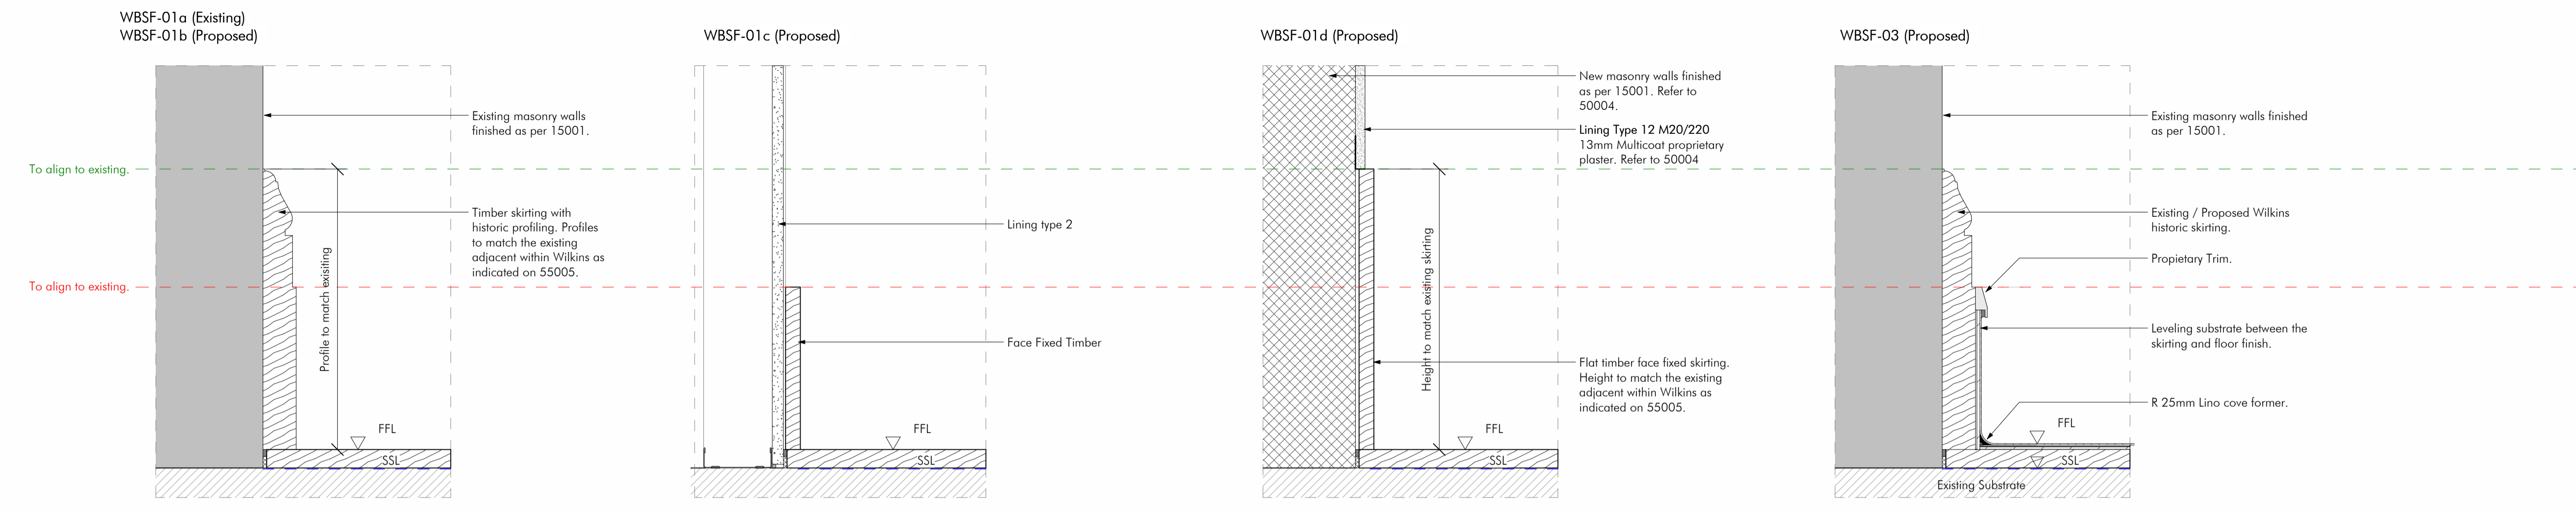 WBSF-01a (Existing)
WBSF-01b (Proposed)
Existing masonry walls
finished as per 15001.
To align to existing.
Timber skirting with
historic profiling. Profiles
to match the existing
adjacent within Wilkins as
indicated on 55005.
Profile to match exisiting
To align to existing.
FFL
SSL
WBSF-01c (Proposed)
Lining type 2
Face Fixed Timber
FFL
SSL
WBSF-01d (Proposed)
New masonry walls finished
as per 15001. Refer to
50004.
Lining Type 12 M20/220
13mm Multicoat proprietary
plaster. Refer to 50004
Height to match existing skirting
Flat timber face fixed skirting.
Height to match the existing
adjacent within Wilkins as
indicated on 55005.
FFL
SSL
WBSF-03 (Proposed)
Existing masonry walls finished
as per 15001.
Existing / Proposed Wilkins
historic skirting.
Propietary Trim.
Leveling substrate between the
skirting and floor finish.
R 25mm Lino cove former.
FFL
SSL
Existing Substrate